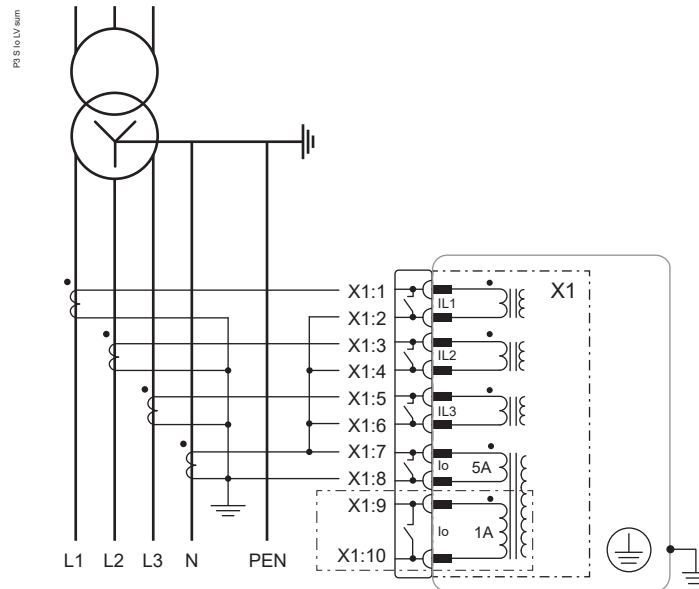 P3 S Io LV sum
X1:1
X1:2
X1:3
X1:4
X1:5
X1:6
X1:7
X1:8
X1:9
X1:10
IL1
IL2
IL3
Io
5A
Io
1A
X1
L1
L2
L3
N
PEN